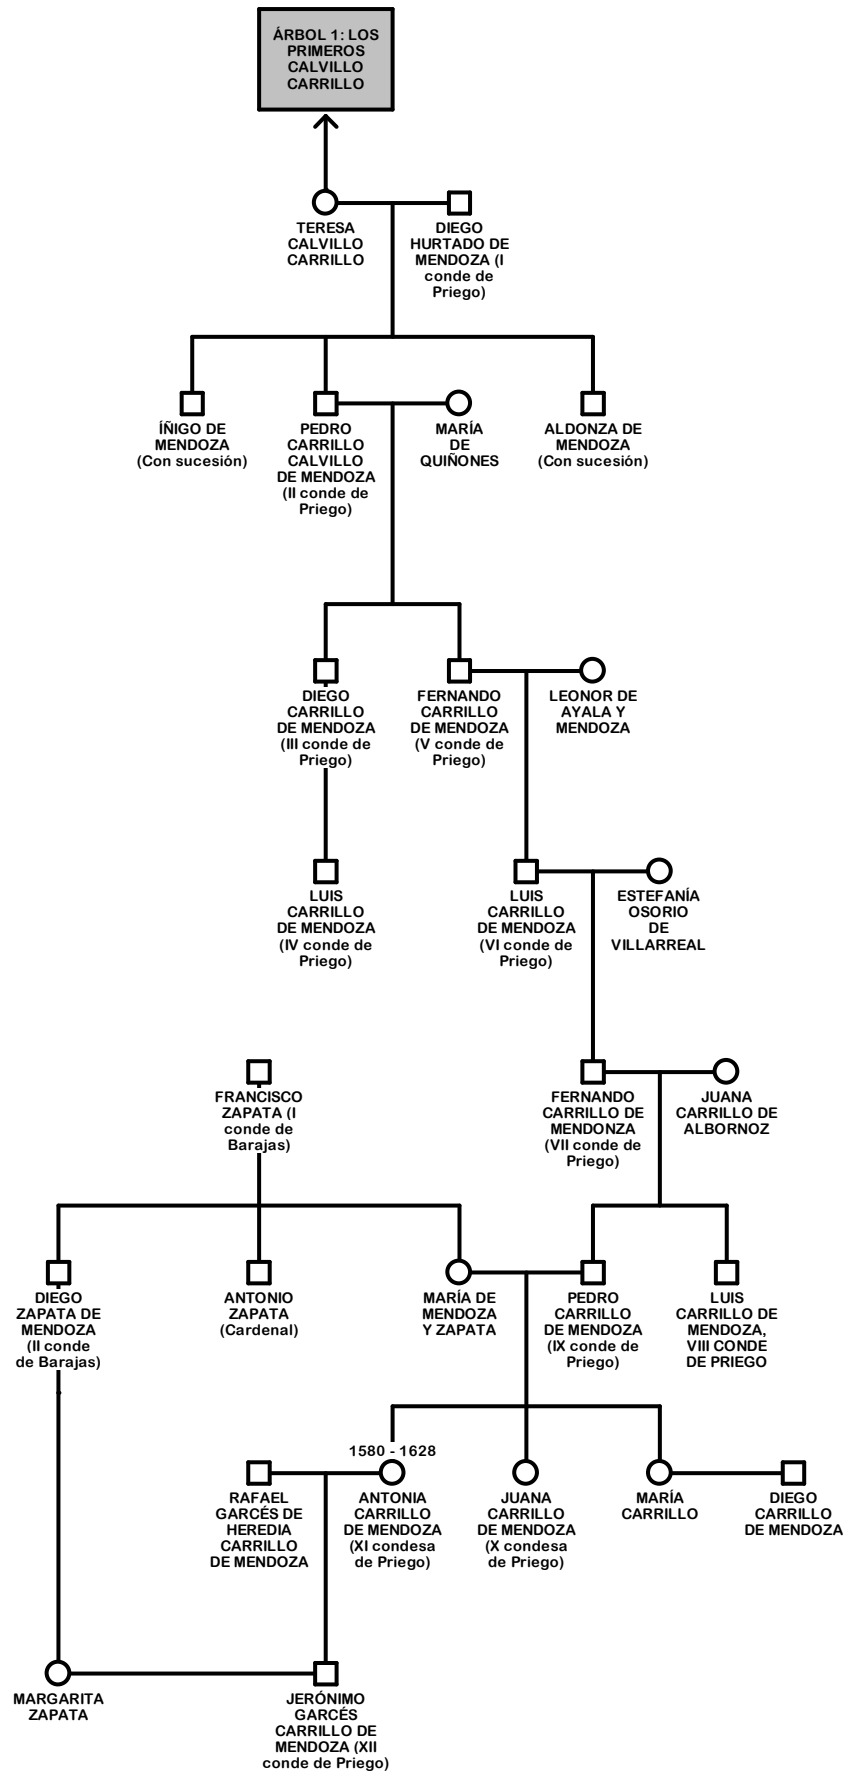 ÁRBOL 1: LOS
PRIMEROS
CALVILLO
CARRILLO
TERESA
CALVILLO
CARRILLO
DIEGO
HURTADO DE
MENDOZA (I
conde de
Priego)
ÍÑIGO DE
MENDOZA
(Con sucesión)
PEDRO
CARRILLO
CALVILLO
DE MENDOZA
(II conde de
Priego)
MARÍA
DE
QUIÑONES
ALDONZA DE
MENDOZA
(Con sucesión)
DIEGO
CARRILLO
DE MENDOZA
(III conde de
Priego)
FERNANDO
CARRILLO
DE MENDOZA
(V conde de
Priego)
LEONOR DE
AYALA Y
MENDOZA
LUIS
CARRILLO
DE MENDOZA
(IV conde de
Priego)
LUIS
CARRILLO
DE MENDOZA
(VI conde de
Priego)
ESTEFANÍA
OSORIO
DE
VILLARREAL
FRANCISCO
ZAPATA (I
conde de
Barajas)
FERNANDO
CARRILLO DE
MENDONZA
(VII conde de
Priego)
JUANA
CARRILLO DE
ALBORNOZ
DIEGO
ZAPATA DE
MENDOZA
(II conde
de Barajas)
ANTONIO
ZAPATA
(Cardenal)
MARÍA DE
MENDOZA
Y ZAPATA
PEDRO
CARRILLO
DE MENDOZA
(IX conde de
Priego)
LUIS
CARRILLO DE
MENDOZA,
VIII CONDE
DE PRIEGO
1580 - 1628
RAFAEL
GARCÉS DE
HEREDIA
CARRILLO
DE MENDOZA
ANTONIA
CARRILLO
DE MENDOZA
(XI condesa
de Priego)
JUANA
CARRILLO
DE MENDOZA
(X condesa
de Priego)
MARÍA
CARRILLO
DIEGO
CARRILLO
DE MENDOZA
MARGARITA
ZAPATA
JERÓNIMO
GARCÉS
CARRILLO DE
MENDOZA (XII
conde de Priego)